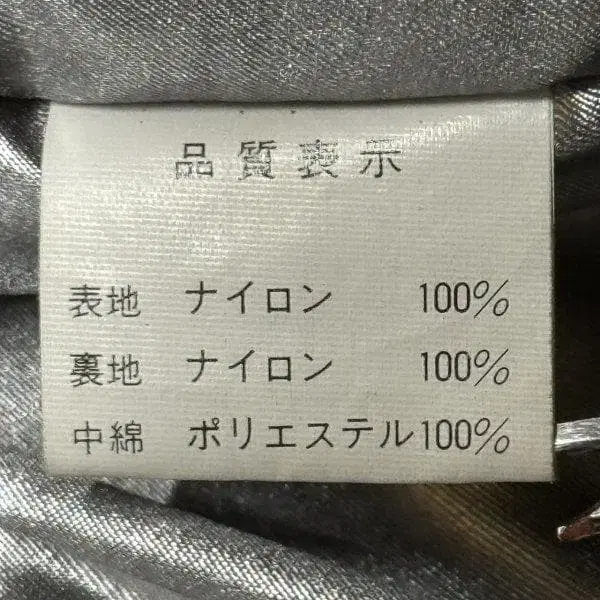 品質表示
表地 ナイロン 100%
裏地 ナイロン 100%
中綿 ポリエステル100%